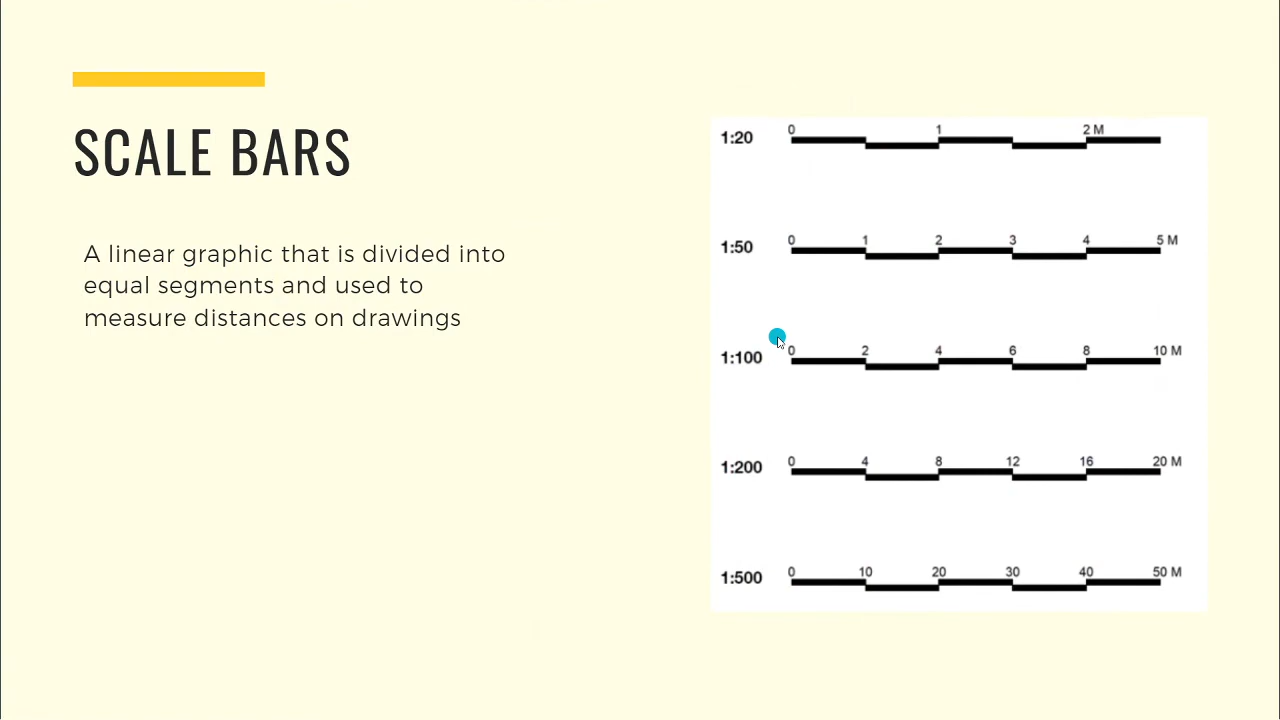 SCALE BARS
A linear graphic that is divided into
equal segments and used to
measure distances on drawings
1:20 0 1 2 M
1:50 0 1 2 3 4 5 M
1:100 0 2 4 6 8 10 M
1:200 0 4 8 12 16 20 M
1:500 0 10 20 30 40 50 M